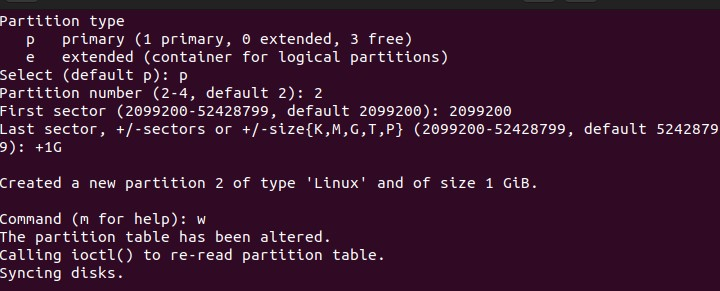 Partition type
   p   primary (1 primary, 0 extended, 3 free)
   e   extended (container for logical partitions)
Select (default p): p
Partition number (2-4, default 2): 2
First sector (2099200-52428799, default 2099200): 2099200
Last sector, +/-sectors or +/-size{K,M,G,T,P} (2099200-52428799, default 5242879
9): +1G

Created a new partition 2 of type 'Linux' and of size 1 GiB.

Command (m for help): w
The partition table has been altered.
Calling ioctl() to re-read partition table.
Syncing disks.